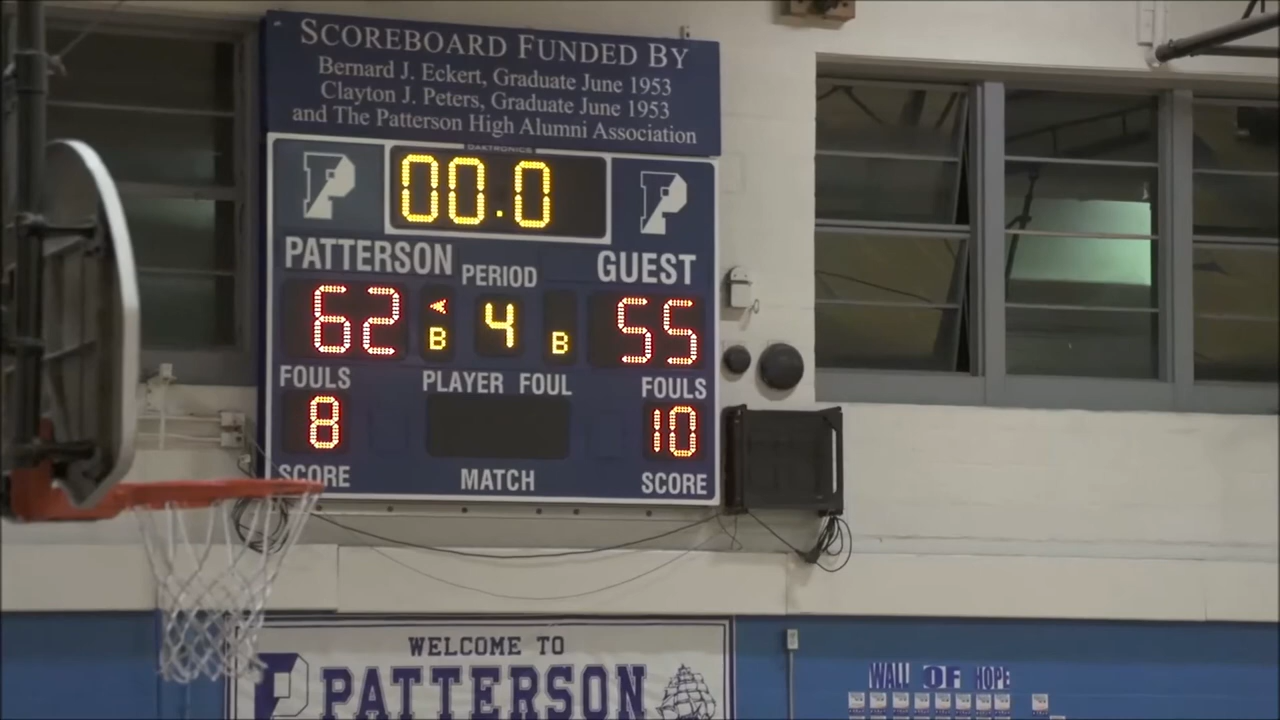 SCOREBOARD FUNDED BY
Bernard J. Eckert, Graduate June 1953
Clayton J. Peters, Graduate June 1953
and The Patterson High Alumni Association
DAKTRONICS
P 00.0 P
PATTERSON PERIOD GUEST
62 B 4 B 55
FOULS PLAYER FOUL FOULS
8 10
SCORE MATCH SCORE
WELCOME TO
P PATTERSON
WALL OF HOPE